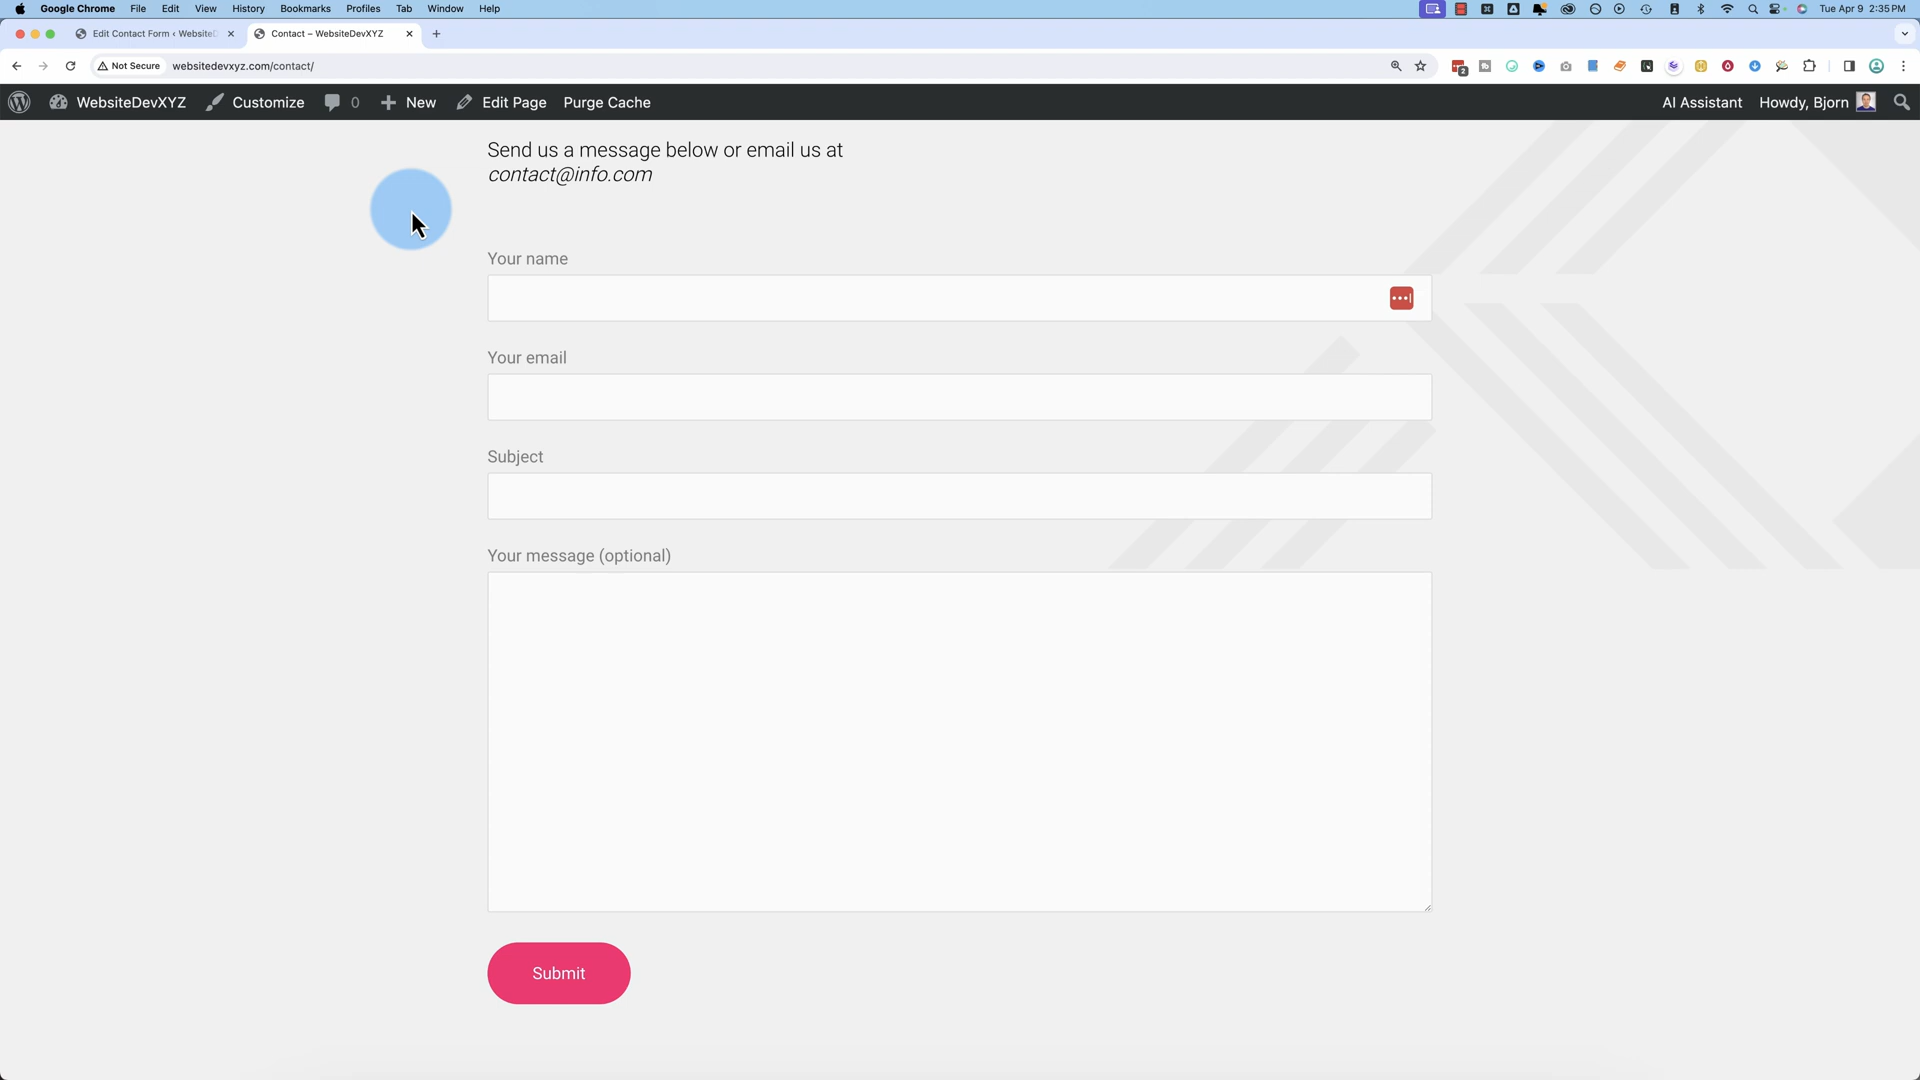 Google Chrome File Edit View History Bookmarks Profiles Tab Window Help Tue Apr 9 2:35 PM
Edit Contact Form ‹ WebsiteD Contact – WebsiteDevXYZ
Not Secure websitedevxyz.com/contact/ 2
WebsiteDevXYZ Customize 0 New Edit Page Purge Cache AI Assistant Howdy, Bjorn
Send us a message below or email us at
contact@info.com
Your name
Your email
Subject
Your message (optional)
Submit